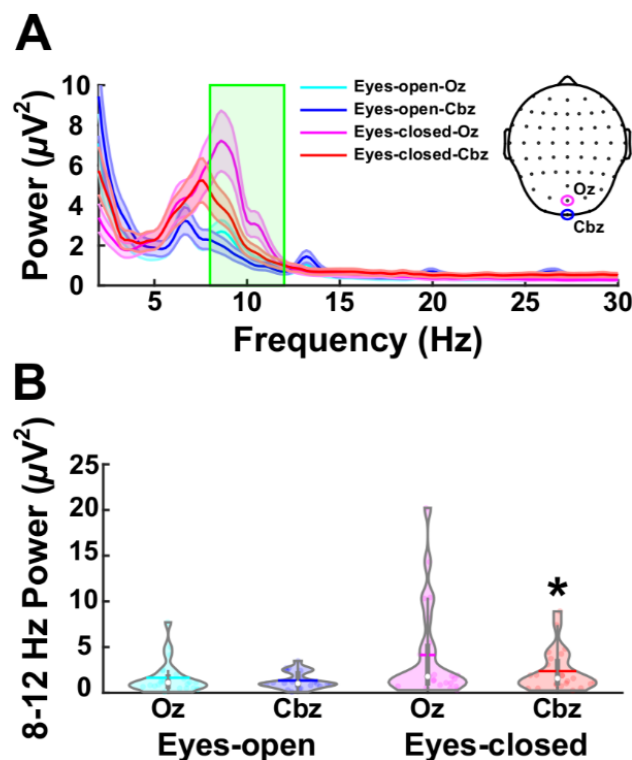 A
Power (µV²)
10
8
6
4
2
0
5
10
15
20
25
30
Frequency (Hz)
Eyes-open-Oz
Eyes-open-Cbz
Eyes-closed-Oz
Eyes-closed-Cbz
Oz
Cbz
B
8-12 Hz Power (µV²)
25
20
15
10
5
0
*
Oz
Cbz
Oz
Cbz
Eyes-open
Eyes-closed